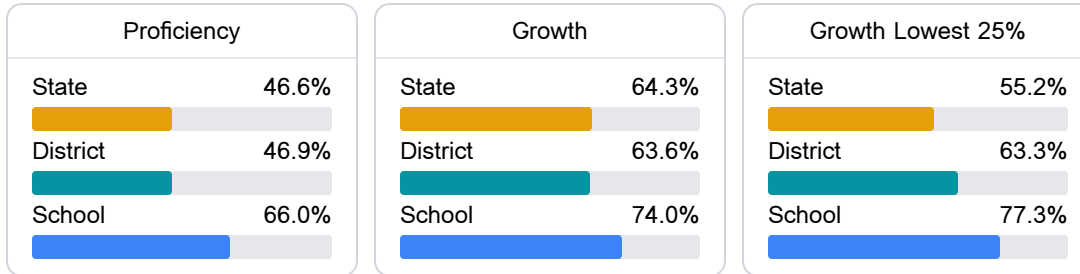 Proficiency
State 46.6%
District 46.9%
School 66.0%
Growth
State 64.3%
District 63.6%
School 74.0%
Growth Lowest 25%
State 55.2%
District 63.3%
School 77.3%